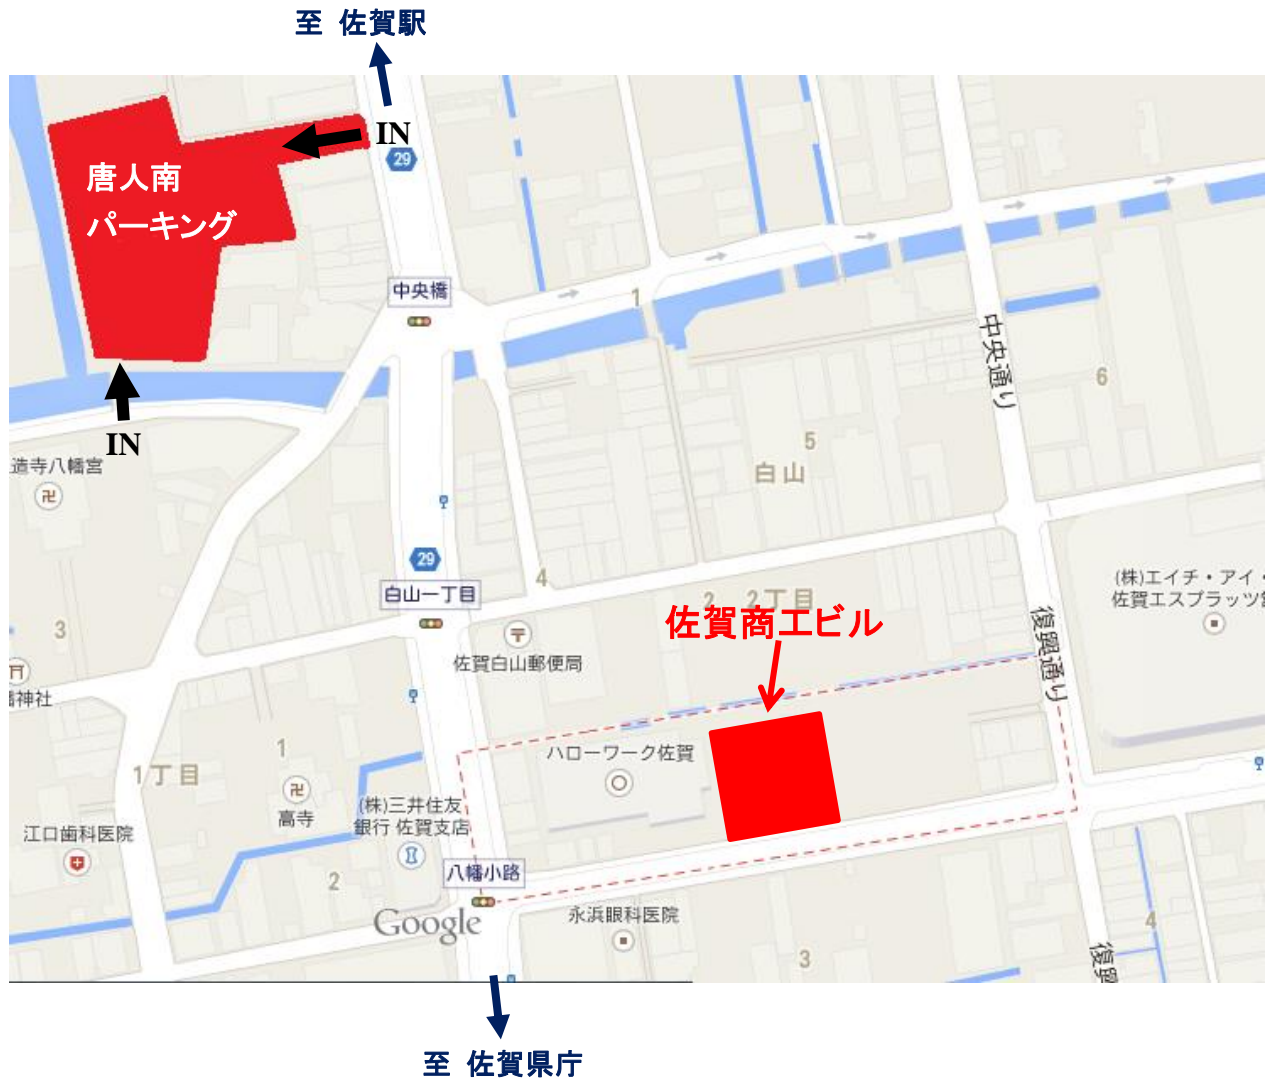 至 佐賀駅
IN
29
唐人南
パーキング
中央橋
1
中央通り
6
IN
造寺八幡宮
5
白山
29
4
白山一丁目
(株)エイチ・アイ・
佐賀エスプラッツ
2 2丁目
佐賀商工ビル
復興通り
3
佐賀白山郵便局
幡神社
1
ハローワーク佐賀
1丁目
高寺
(株)三井住友
銀行 佐賀支店
江口歯科医院
八幡小路
2
Google
永浜眼科医院
3
4
復興
至 佐賀県庁